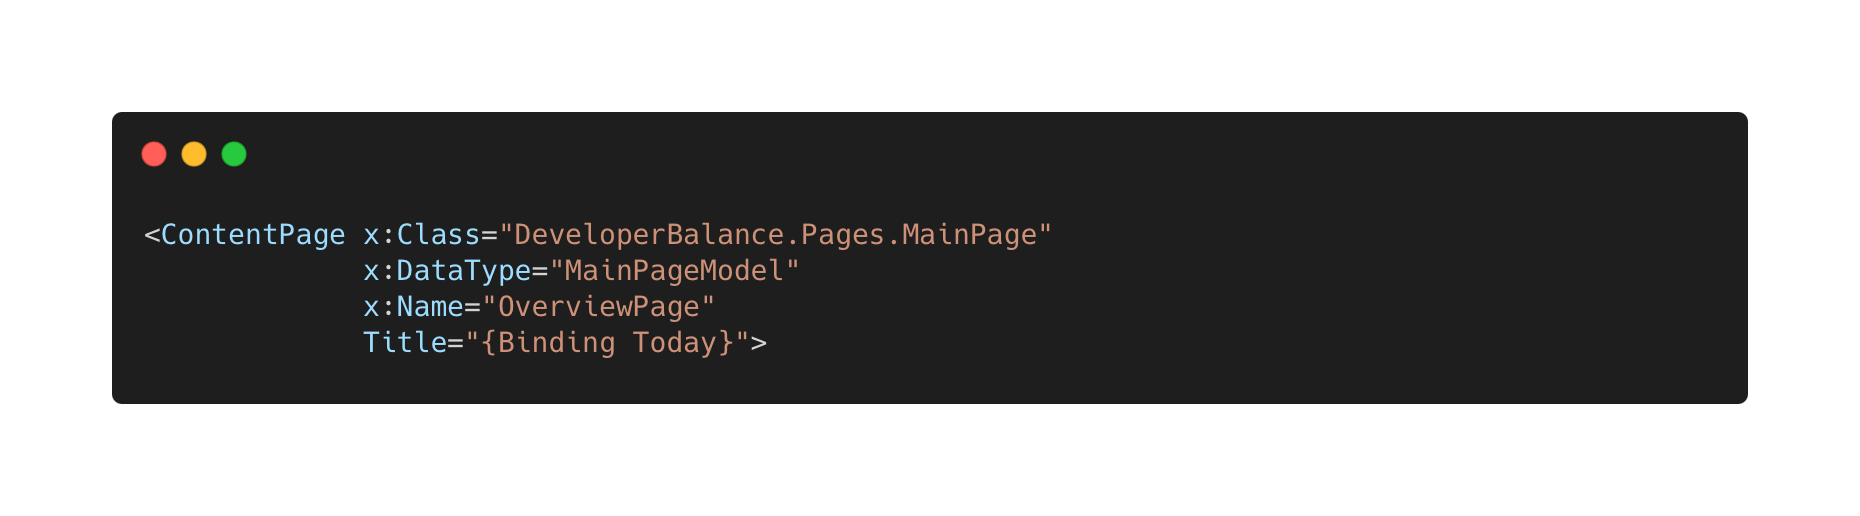 <ContentPage x:Class="DeveloperBalance.Pages.MainPage"
             x:DataType="MainPageModel"
             x:Name="OverviewPage"
             Title="{Binding Today}">